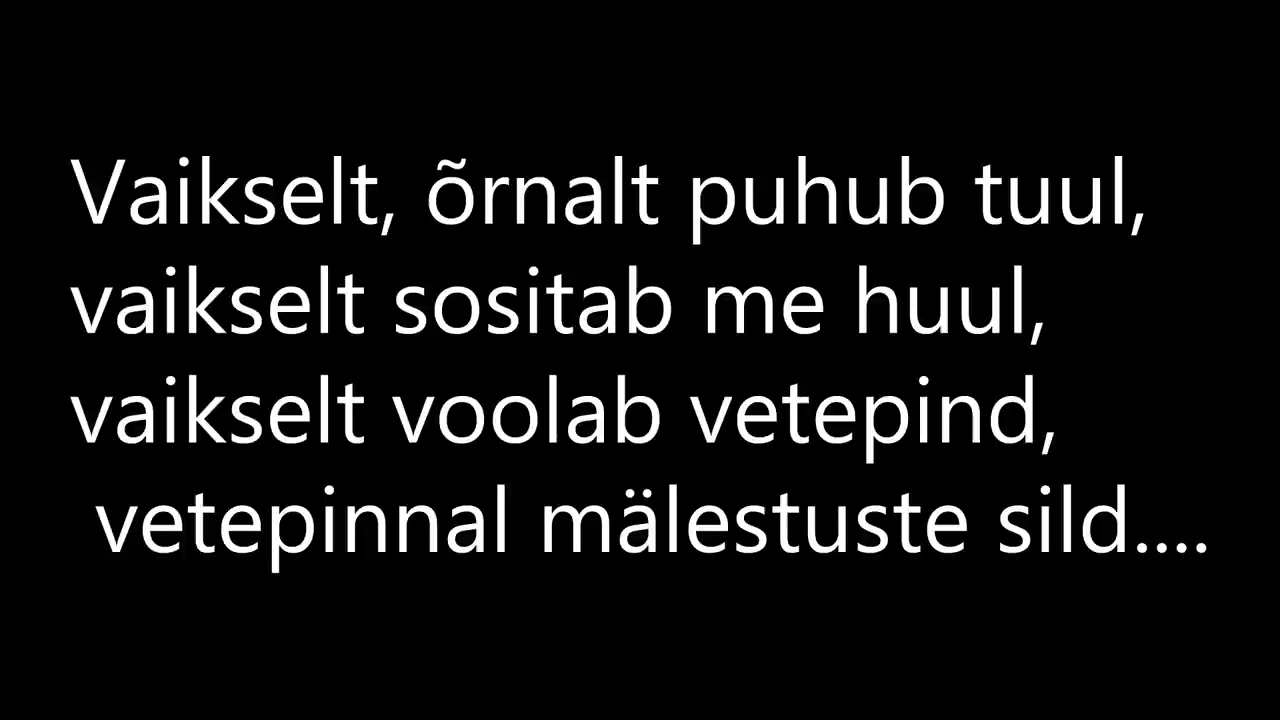 Vaikselt, õrnalt puhub tuul,
vaikselt sositab me huul,
vaikselt voolab vetepind,
vetepinnal mälestuste sild....